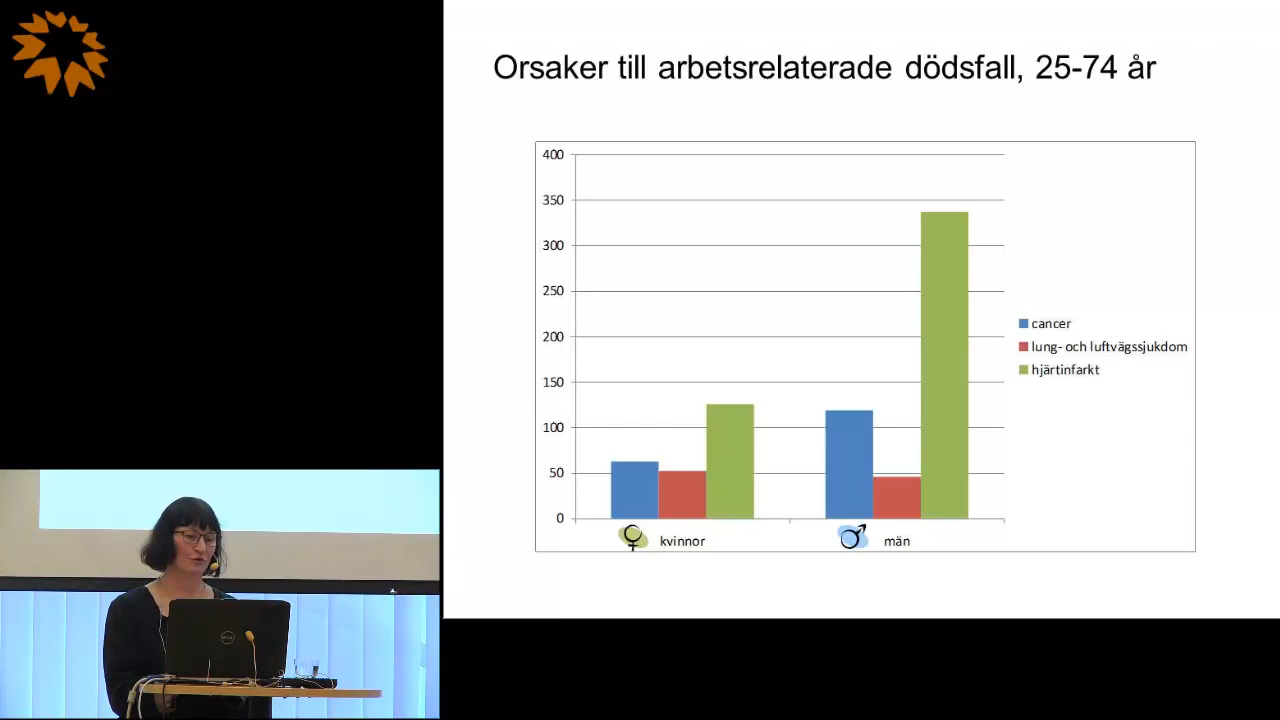 Orsaker till arbetsrelaterade dödsfall, 25-74 år
400
350
300
250
200
150
100
50
0
cancer
lung- och luftvägssjukdom
hjärtinfarkt
kvinnor
män
DELL